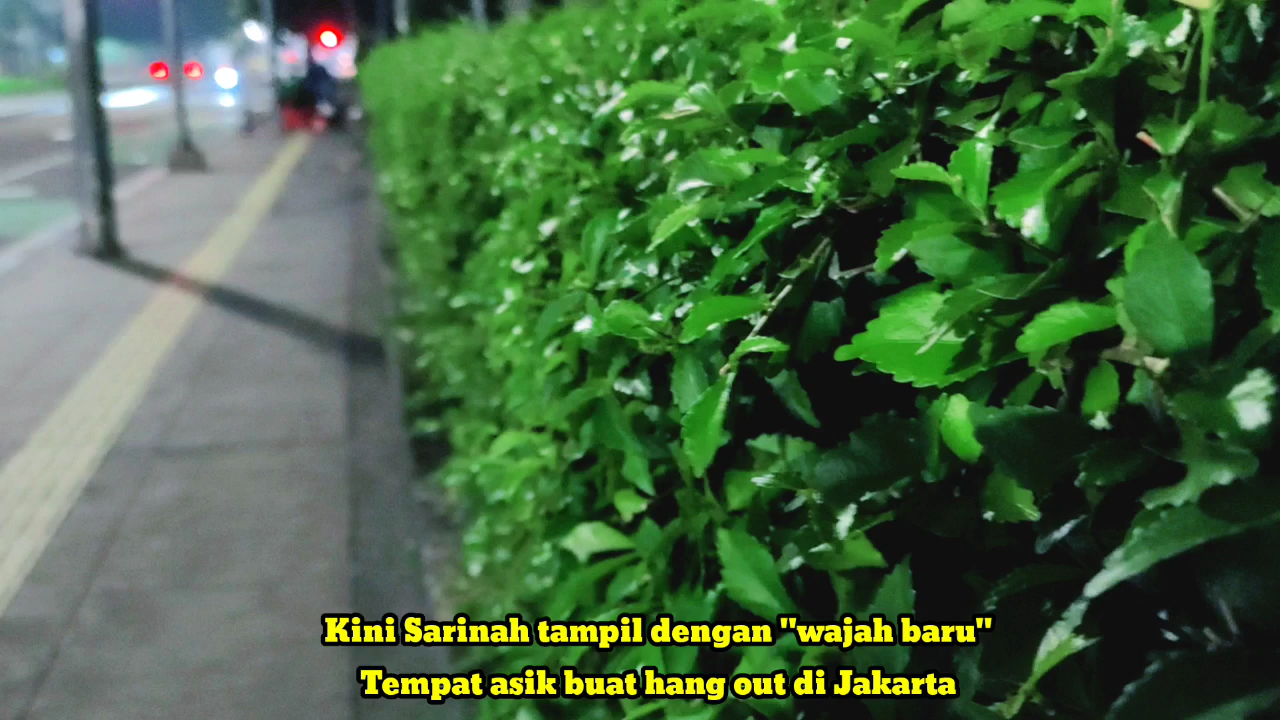 Kini Sarinah tampil dengan "wajah baru"
Tempat asik buat hang out di Jakarta